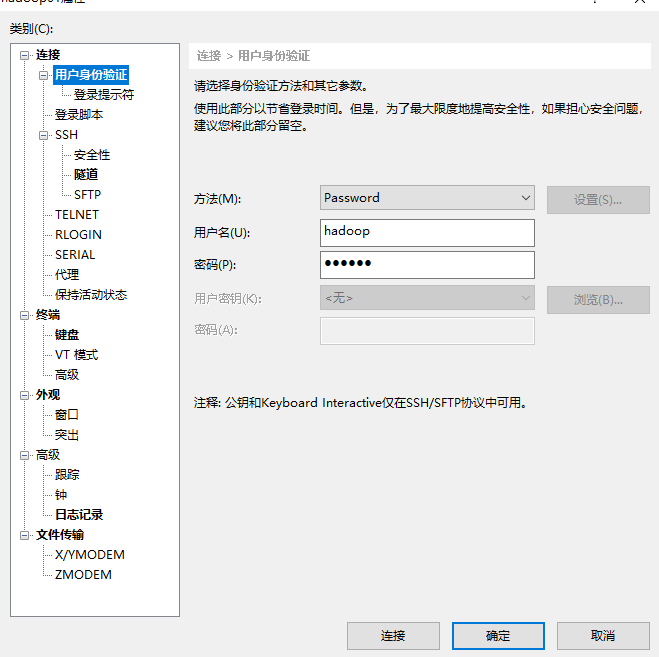 hadoop01属性
类别(C):
连接
用户身份验证
登录提示符
登录脚本
SSH
安全性
隧道
SFTP
TELNET
RLOGIN
SERIAL
代理
保持活动状态
终端
键盘
VT 模式
高级
外观
窗口
突出
高级
跟踪
钟
日志记录
文件传输
X/YMODEM
ZMODEM
连接 > 用户身份验证
请选择身份验证方法和其它参数。
使用此部分以节省登录时间。但是，为了最大限度地提高安全性，如果担心安全问题，
建议您将此部分留空。
方法(M):
Password
设置(S)...
用户名(U):
hadoop
密码(P):
●●●●●●
用户密钥(K):
<无>
浏览(B)...
密码(A):
注释: 公钥和Keyboard Interactive仅在SSH/SFTP协议中可用。
连接
确定
取消